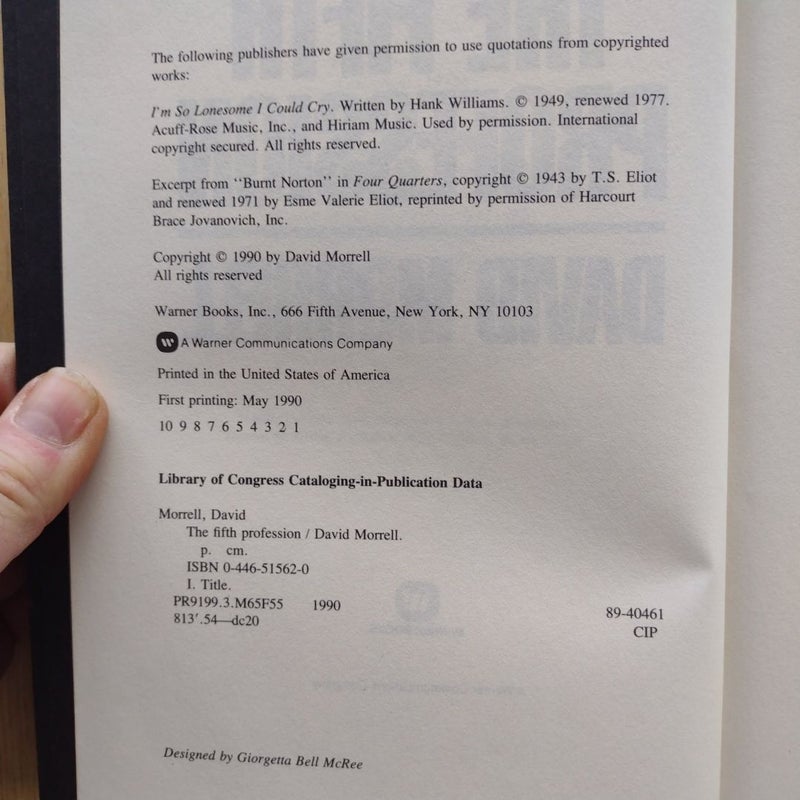 The following publishers have given permission to use quotations from copyrighted
works:
I'm So Lonesome I Could Cry. Written by Hank Williams. © 1949, renewed 1977.
Acuff-Rose Music, Inc., and Hiriam Music. Used by permission. International
copyright secured. All rights reserved.
Excerpt from "Burnt Norton" in Four Quarters, copyright © 1943 by T.S. Eliot
and renewed 1971 by Esme Valerie Eliot, reprinted by permission of Harcourt
Brace Jovanovich, Inc.
Copyright © 1990 by David Morrell
All rights reserved
Warner Books, Inc., 666 Fifth Avenue, New York, NY 10103
A Warner Communications Company
Printed in the United States of America
First printing: May 1990
10 9 8 7 6 5 4 3 2 1
Library of Congress Cataloging-in-Publication Data
Morrell, David
The fifth profession / David Morrell.
p. cm.
ISBN 0-446-51562-0
I. Title.
PR9199.3.M65F55 1990
813'.54—dc20
89-40461
CIP
Designed by Giorgetta Bell McRee